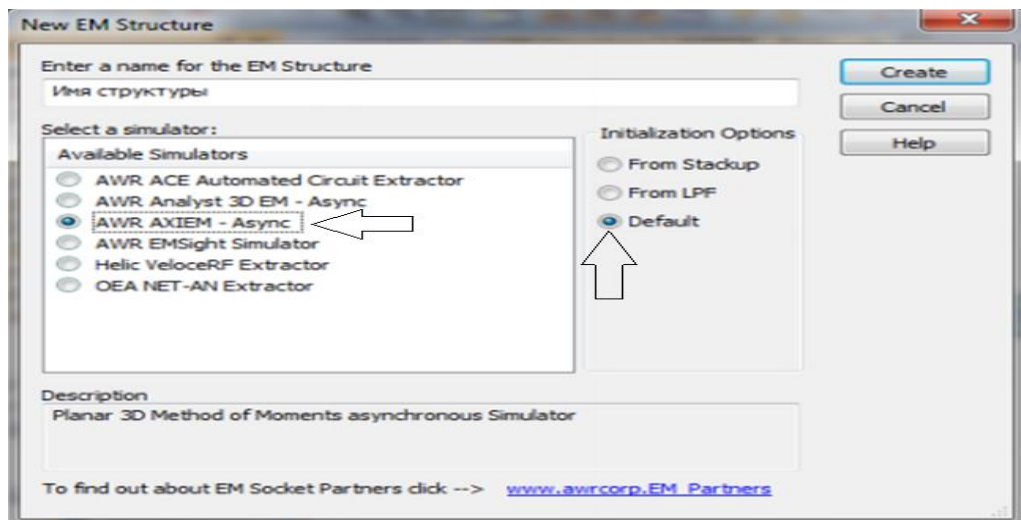 New EM Structure
Enter a name for the EM Structure
Имя структуры
Select a simulator:
Available Simulators
AWR ACE Automated Circuit Extractor
AWR Analyst 3D EM - Async
AWR AXIEM - Async
AWR EMSight Simulator
Helic VeloceRF Extractor
OEA NET-AN Extractor
Initialization Options
From Stackup
From LPF
Default
Create
Cancel
Help
Description
Planar 3D Method of Moments asynchronous Simulator
To find out about EM Socket Partners click --> www.awrcorp.EM_Partners